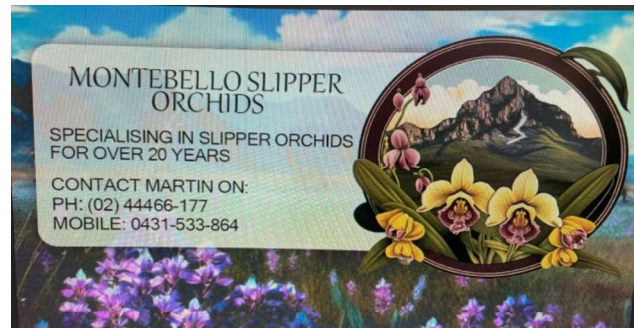 MONTEBELLO SLIPPER
ORCHIDS
SPECIALISING IN SLIPPER ORCHIDS
FOR OVER 20 YEARS
CONTACT MARTIN ON:
PH: (02) 44466-177
MOBILE: 0431-533-864